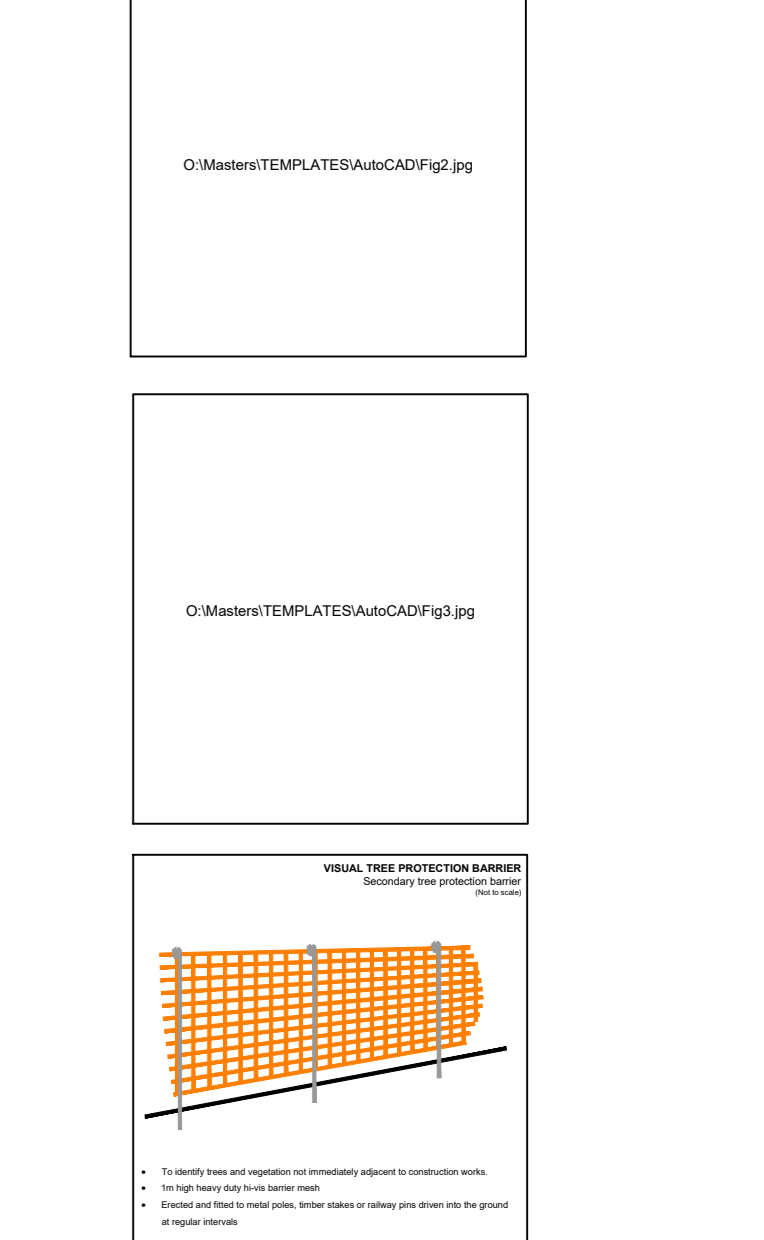 O:\Masters\TEMPLATES\AutoCAD\Fig2.jpg
O:\Masters\TEMPLATES\AutoCAD\Fig3.jpg
VISUAL TREE PROTECTION BARRIER
Secondary tree protection barrier
(Not to scale)
• To identify trees and vegetation not immediately adjacent to construction works.
• 1m high heavy duty hi-vis barrier mesh
• Erected and fitted to metal poles, timber stakes or railway pins driven into the ground
at regular intervals